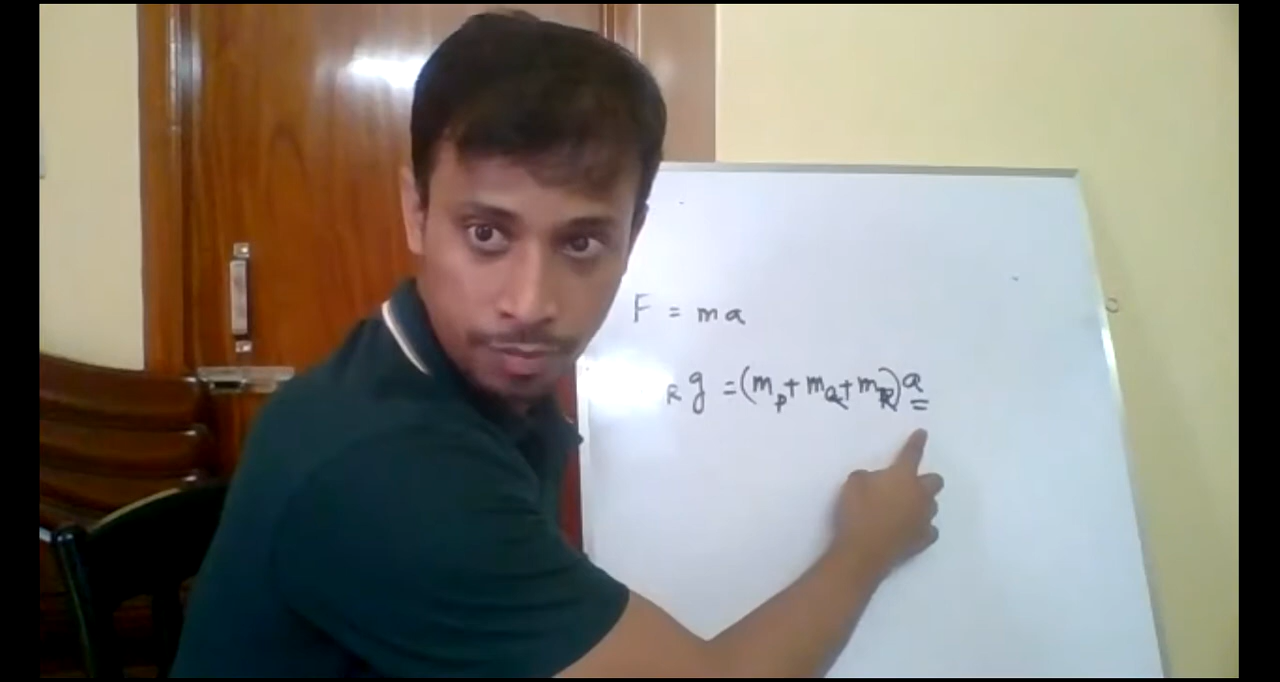 F = ma
R g = (mp + mQ + mR) a